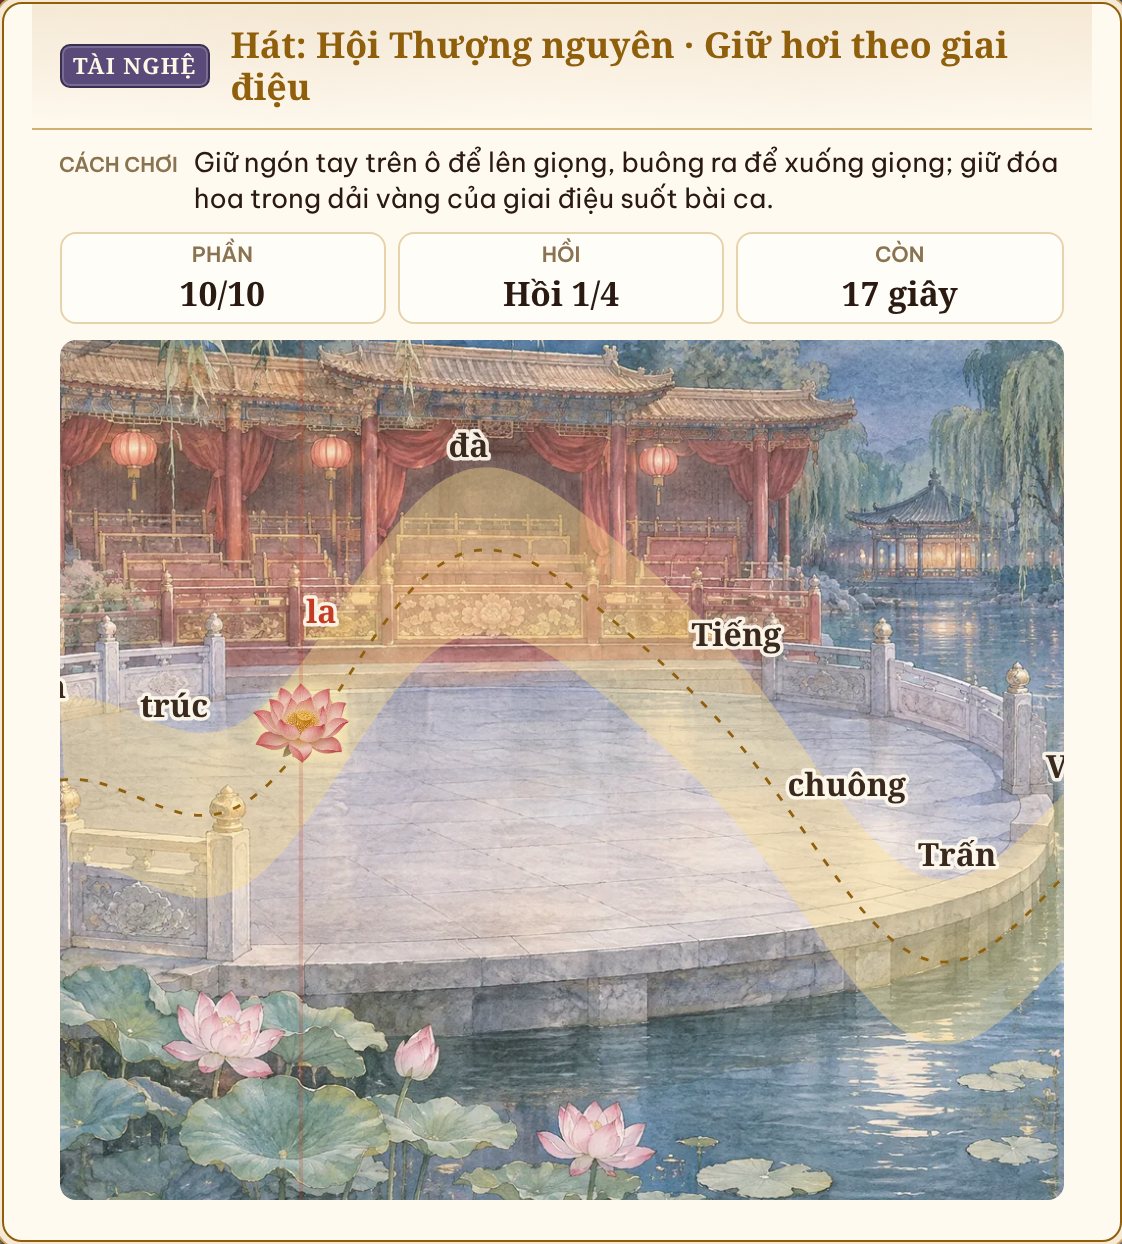 TÀI NGHỆ
Hát: Hội Thượng nguyên · Giữ hơi theo giai
điệu
CÁCH CHƠI
Giữ ngón tay trên ô để lên giọng, buông ra để xuống giọng; giữ đóa
hoa trong dải vàng của giai điệu suốt bài ca.
PHẦN
10/10
HỒI
Hồi 1/4
CÒN
17 giây
trúc
la
đà
Tiếng
chuông
Trấn